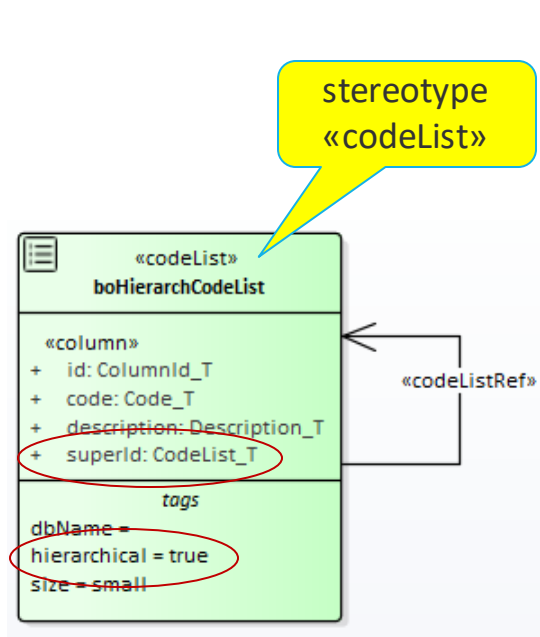 stereotype
«codeList»
«codeList»
boHierarchCodeList
«column»
+ id: ColumnId_T
+ code: Code_T
+ description: Description_T
+ superId: CodeList_T
«codeListRef»
tags
dbName =
hierarchical = true
size = small